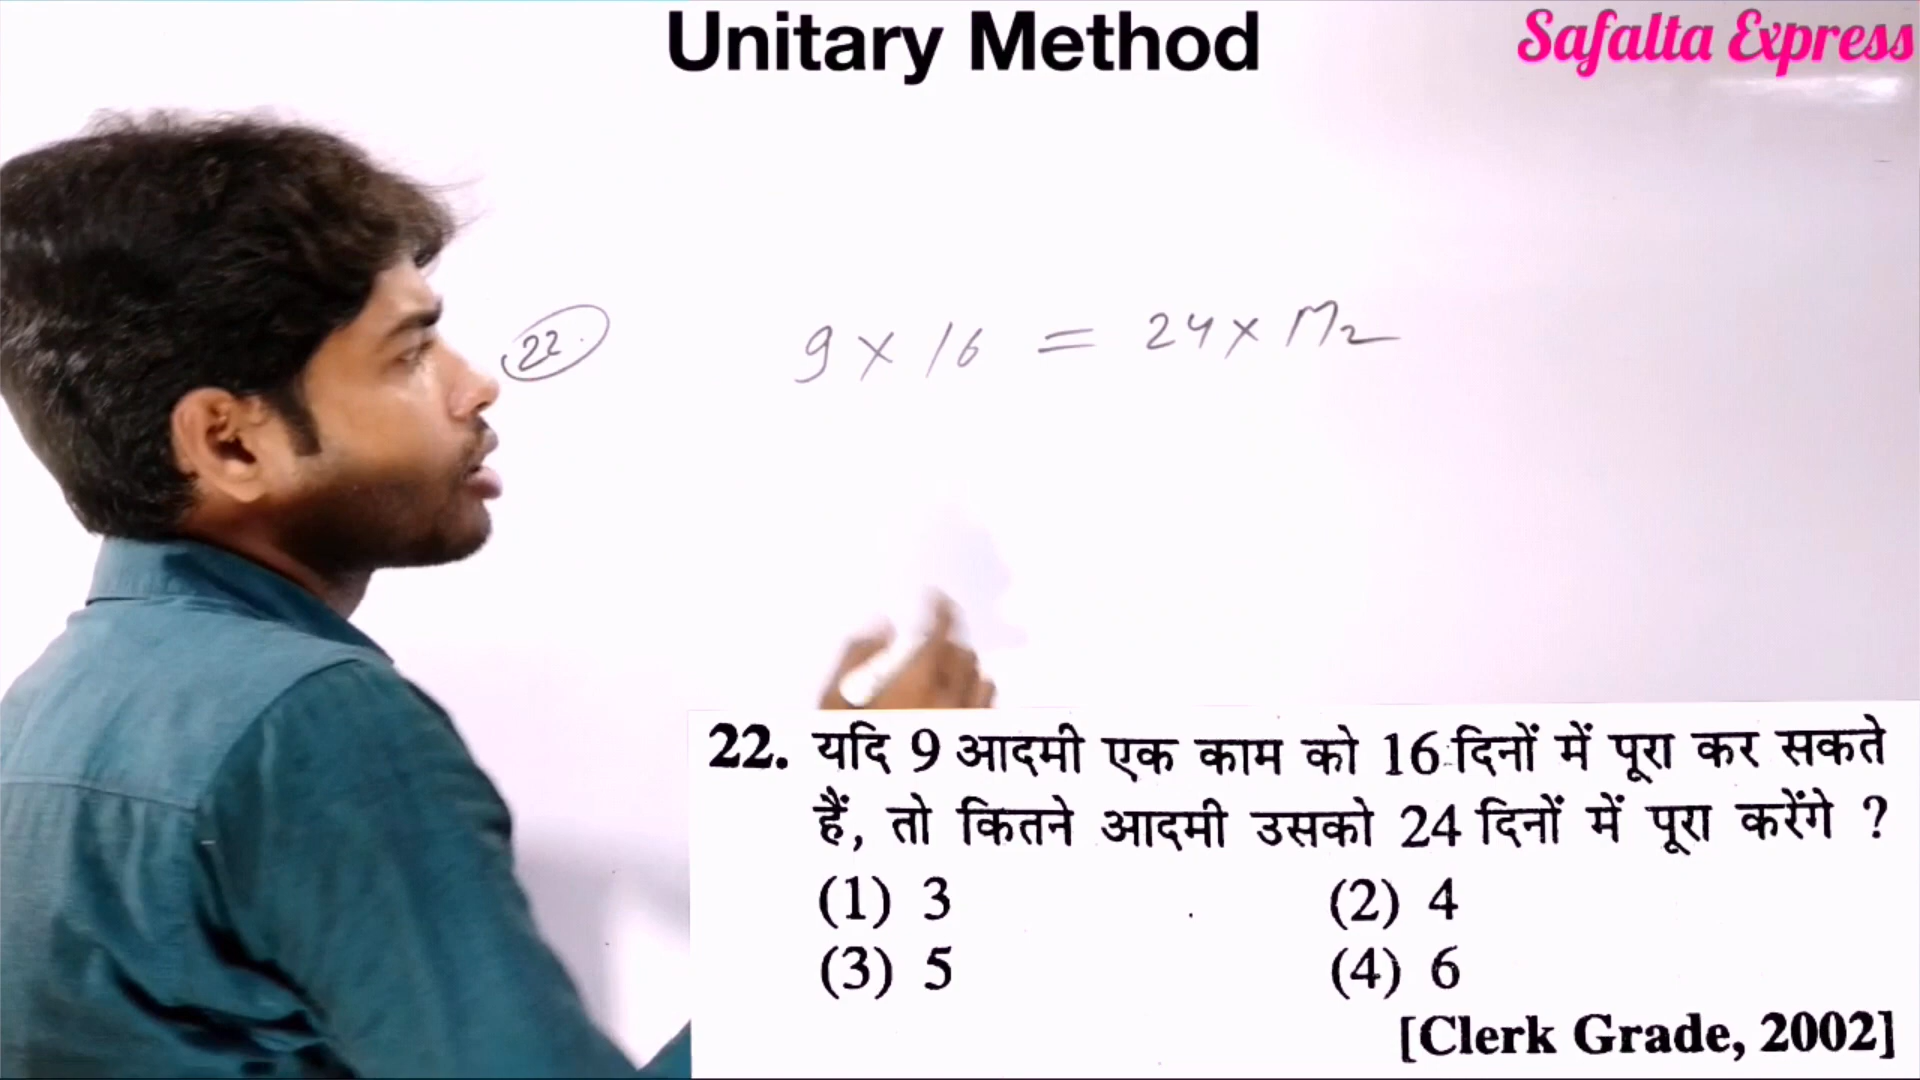 Unitary Method
Safalta Express
22.
9 × 16 = 24 × M2
22. यदि 9 आदमी एक काम को 16 दिनों में पूरा कर सकते
हैं, तो कितने आदमी उसको 24 दिनों में पूरा करेंगे ?
(1) 3 (2) 4
(3) 5 (4) 6
[Clerk Grade, 2002]